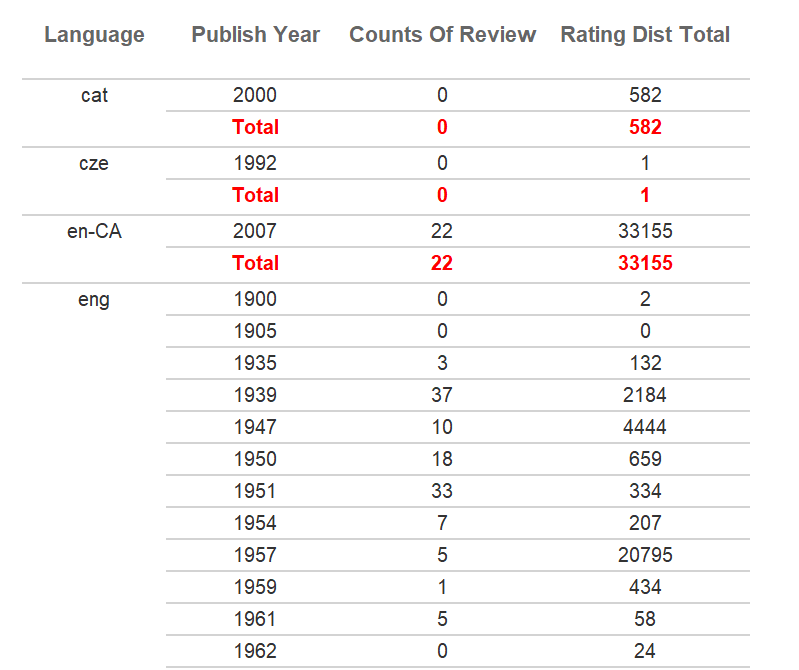 Language Publish Year Counts Of Review Rating Dist Total
cat 2000 0 582
Total 0 582
cze 1992 0 1
Total 0 1
en-CA 2007 22 33155
Total 22 33155
eng 1900 0 2
1905 0 0
1935 3 132
1939 37 2184
1947 10 4444
1950 18 659
1951 33 334
1954 7 207
1957 5 20795
1959 1 434
1961 5 58
1962 0 24